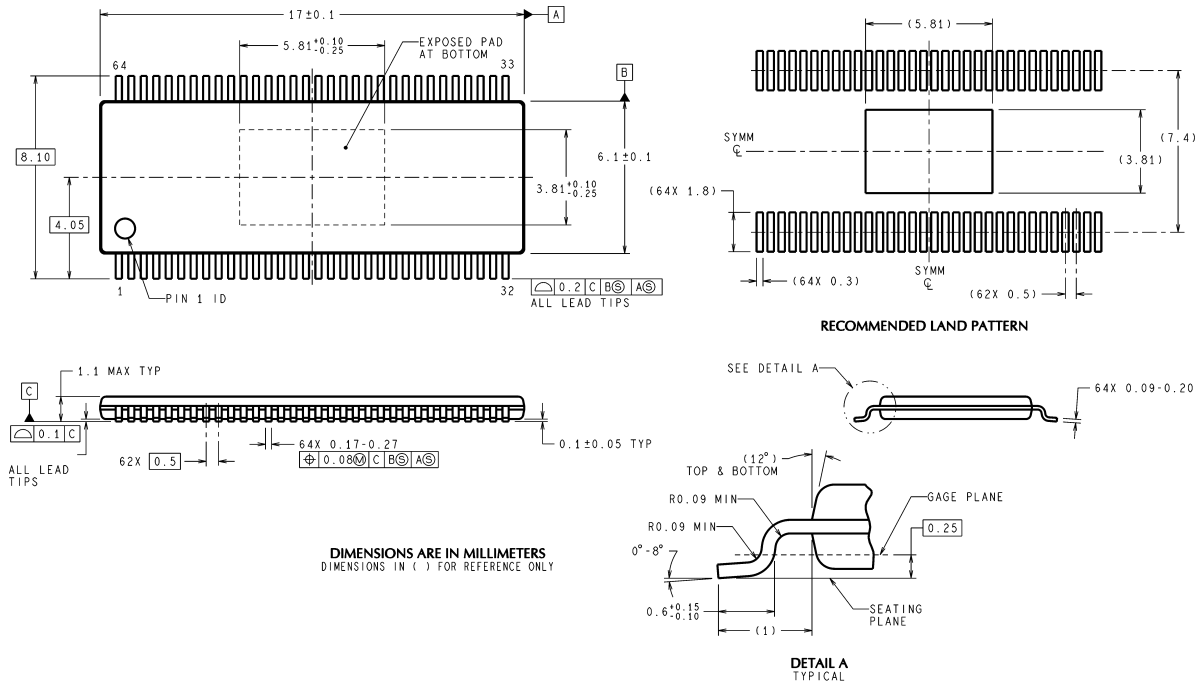 17±0.1
A
5.81 +0.10 -0.25
EXPOSED PAD
AT BOTTOM
64
33
B
8.10
4.05
6.1±0.1
3.81 +0.10 -0.25
1
PIN 1 ID
32
⌓ 0.2 C BⓈ AⓈ
ALL LEAD TIPS
(5.81)
SYMM
℄
(7.4)
(3.81)
(64X 1.8)
SYMM
℄
(64X 0.3)
(62X 0.5)
RECOMMENDED LAND PATTERN
1.1 MAX TYP
C
⌓ 0.1 C
ALL LEAD
TIPS
62X 0.5
64X 0.17-0.27
⌖ 0.08Ⓜ C BⓈ AⓈ
0.1±0.05 TYP
SEE DETAIL A
64X 0.09-0.20
(12°)
TOP & BOTTOM
R0.09 MIN
R0.09 MIN
GAGE PLANE
0.25
0°-8°
0.6 +0.15 -0.10
(1)
SEATING
PLANE
DIMENSIONS ARE IN MILLIMETERS
DIMENSIONS IN ( ) FOR REFERENCE ONLY
DETAIL A
TYPICAL